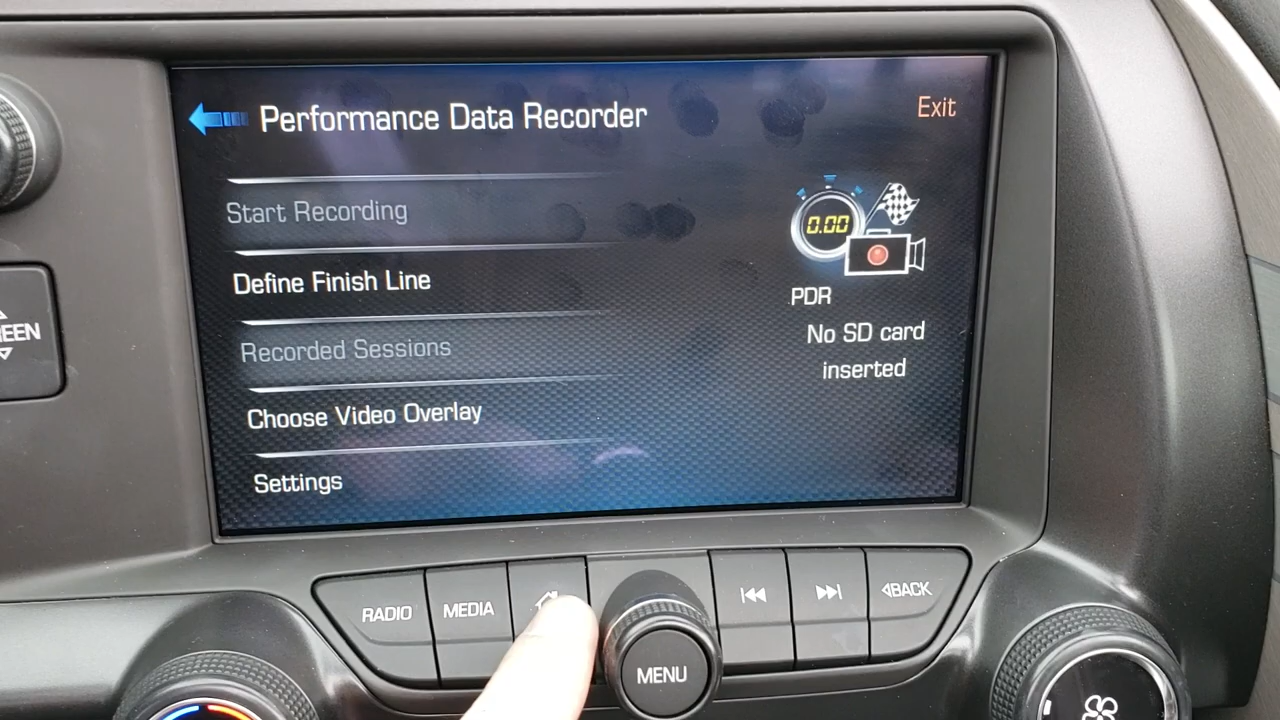 Performance Data Recorder
Exit
Start Recording
0.00
Define Finish Line
PDR
Recorded Sessions
No SD card
inserted
Choose Video Overlay
Settings
RADIO
MEDIA
BACK
MENU